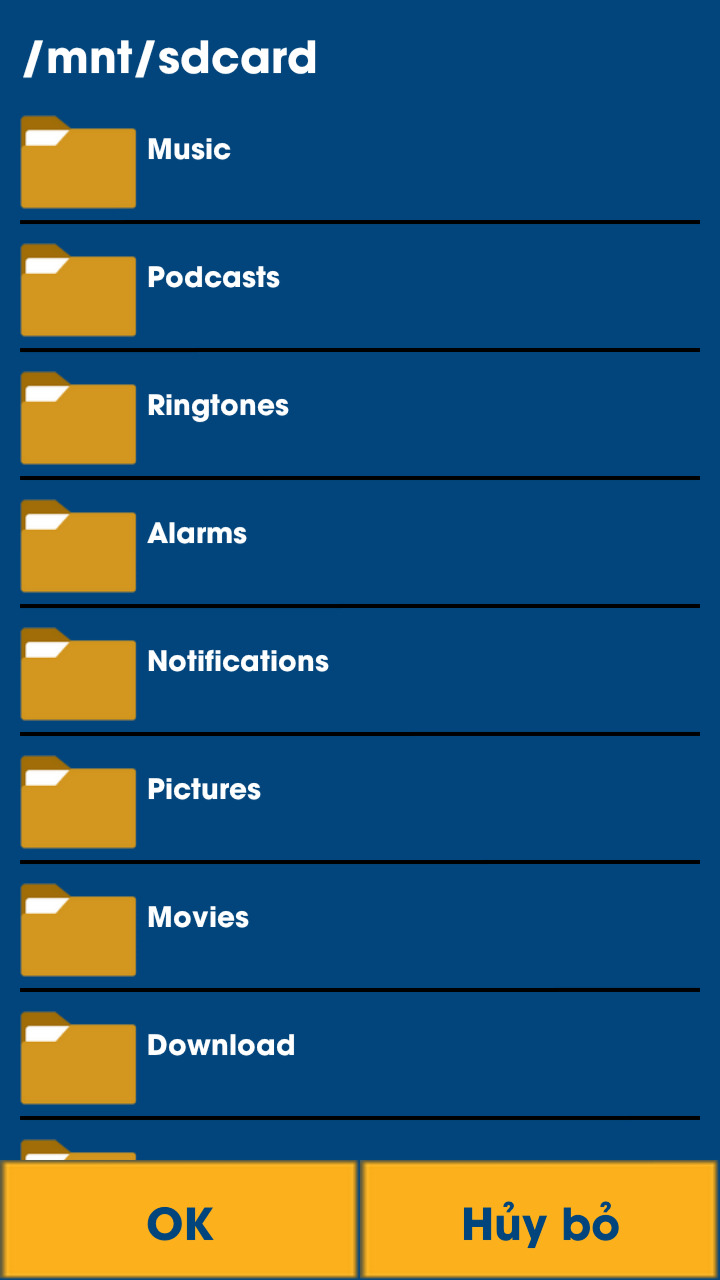 /mnt/sdcard
Music
Podcasts
Ringtones
Alarms
Notifications
Pictures
Movies
Download
OK
Hủy bỏ